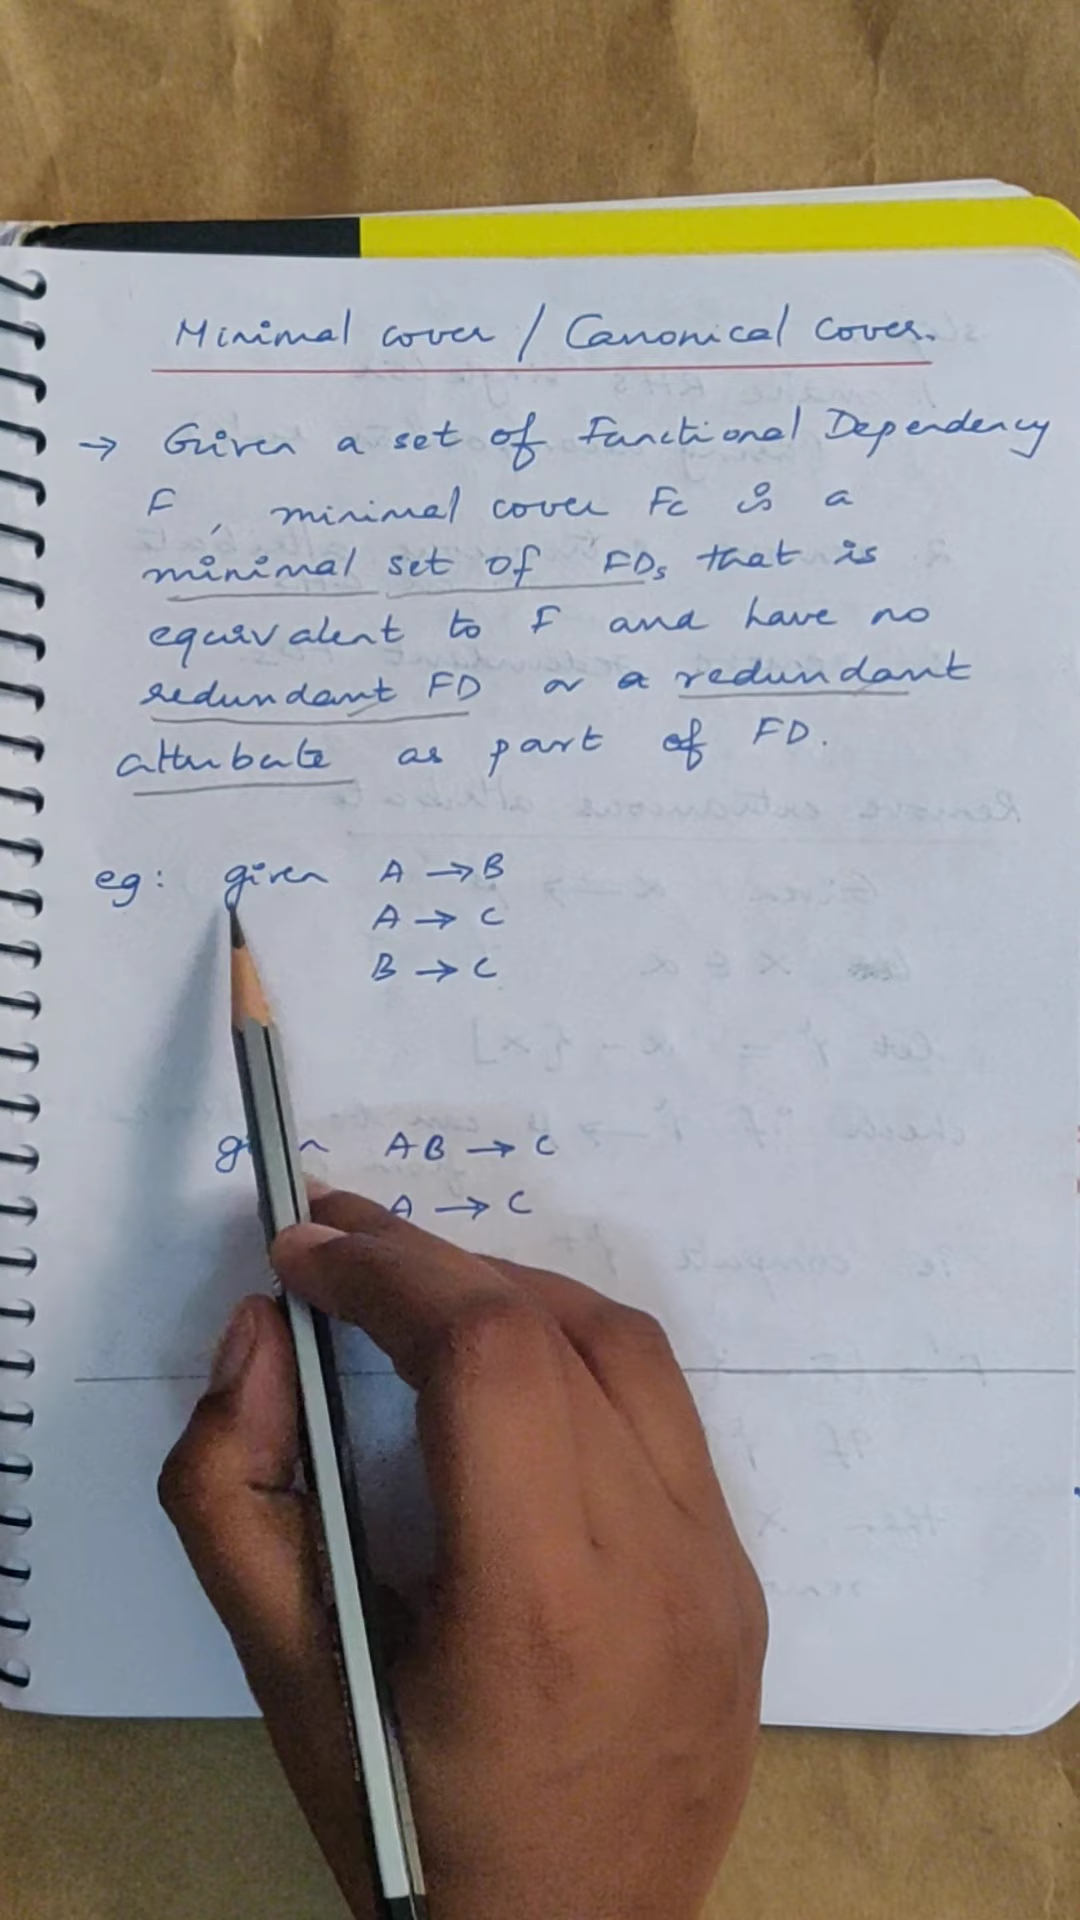 Minimal cover / Canonical Cover.
→ Given a set of Functional Dependency
F, minimal cover Fc is a
minimal set of FDs that is
equivalent to F and have no
redundant FD or a redundant
attribute as part of FD.
eg: given A → B
A → C
B → C
AB → C
A → C